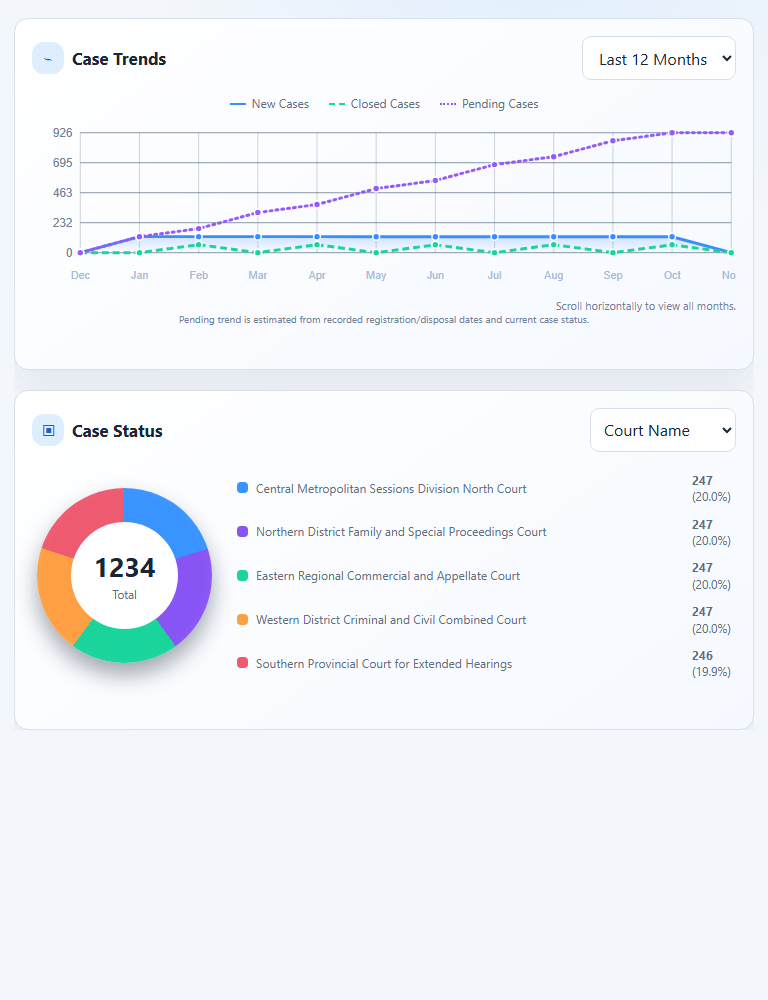 Case Trends
Last 12 Months
New Cases
Closed Cases
Pending Cases
926
695
463
232
0
Dec Jan Feb Mar Apr May Jun Jul Aug Sep Oct No
Scroll horizontally to view all months.
Pending trend is estimated from recorded registration/disposal dates and current case status.
Case Status
Court Name
1234
Total
Central Metropolitan Sessions Division North Court
247
(20.0%)
Northern District Family and Special Proceedings Court
247
(20.0%)
Eastern Regional Commercial and Appellate Court
247
(20.0%)
Western District Criminal and Civil Combined Court
247
(20.0%)
Southern Provincial Court for Extended Hearings
246
(19.9%)